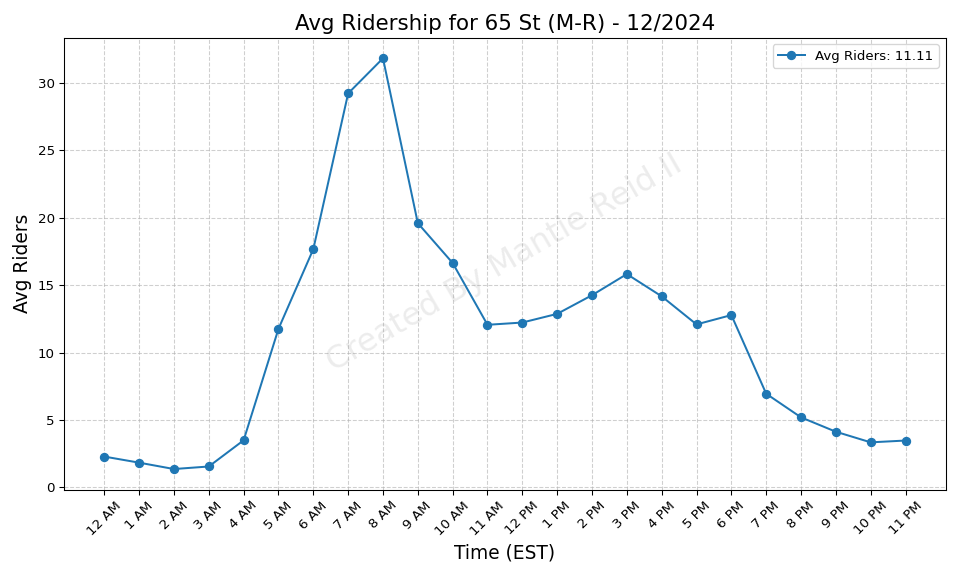 Avg Ridership for 65 St (M-R) - 12/2024
Avg Riders: 11.11
Avg Riders
30
25
20
15
10
5
0
Created By Mantle Reid II
12 AM
1 AM
2 AM
3 AM
4 AM
5 AM
6 AM
7 AM
8 AM
9 AM
10 AM
11 AM
12 PM
1 PM
2 PM
3 PM
4 PM
5 PM
6 PM
7 PM
8 PM
9 PM
10 PM
11 PM
Time (EST)